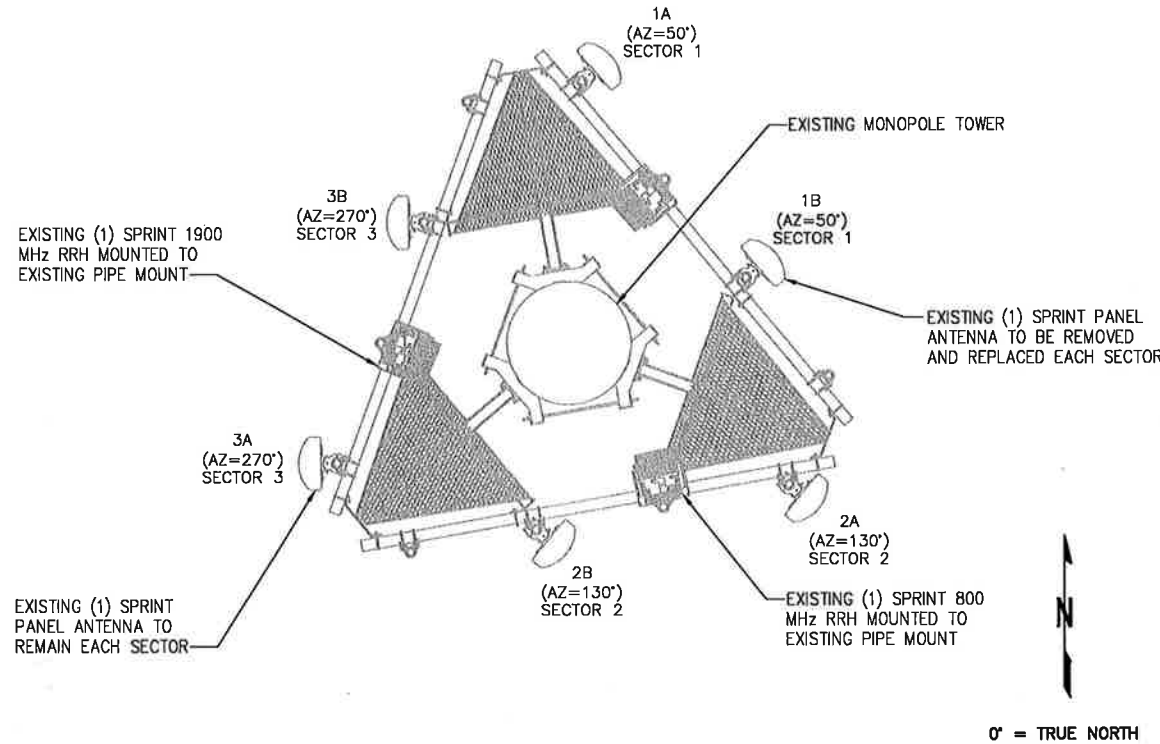 1A
(AZ=50°)
SECTOR 1
EXISTING MONOPOLE TOWER
3B
(AZ=270°)
SECTOR 3
1B
(AZ=50°)
SECTOR 1
EXISTING (1) SPRINT 1900
MHz RRH MOUNTED TO
EXISTING PIPE MOUNT
EXISTING (1) SPRINT PANEL
ANTENNA TO BE REMOVED
AND REPLACED EACH SECTOR
3A
(AZ=270°)
SECTOR 3
2A
(AZ=130°)
SECTOR 2
2B
(AZ=130°)
SECTOR 2
EXISTING (1) SPRINT 800
MHz RRH MOUNTED TO
EXISTING PIPE MOUNT
EXISTING (1) SPRINT
PANEL ANTENNA TO
REMAIN EACH SECTOR
N
0° = TRUE NORTH